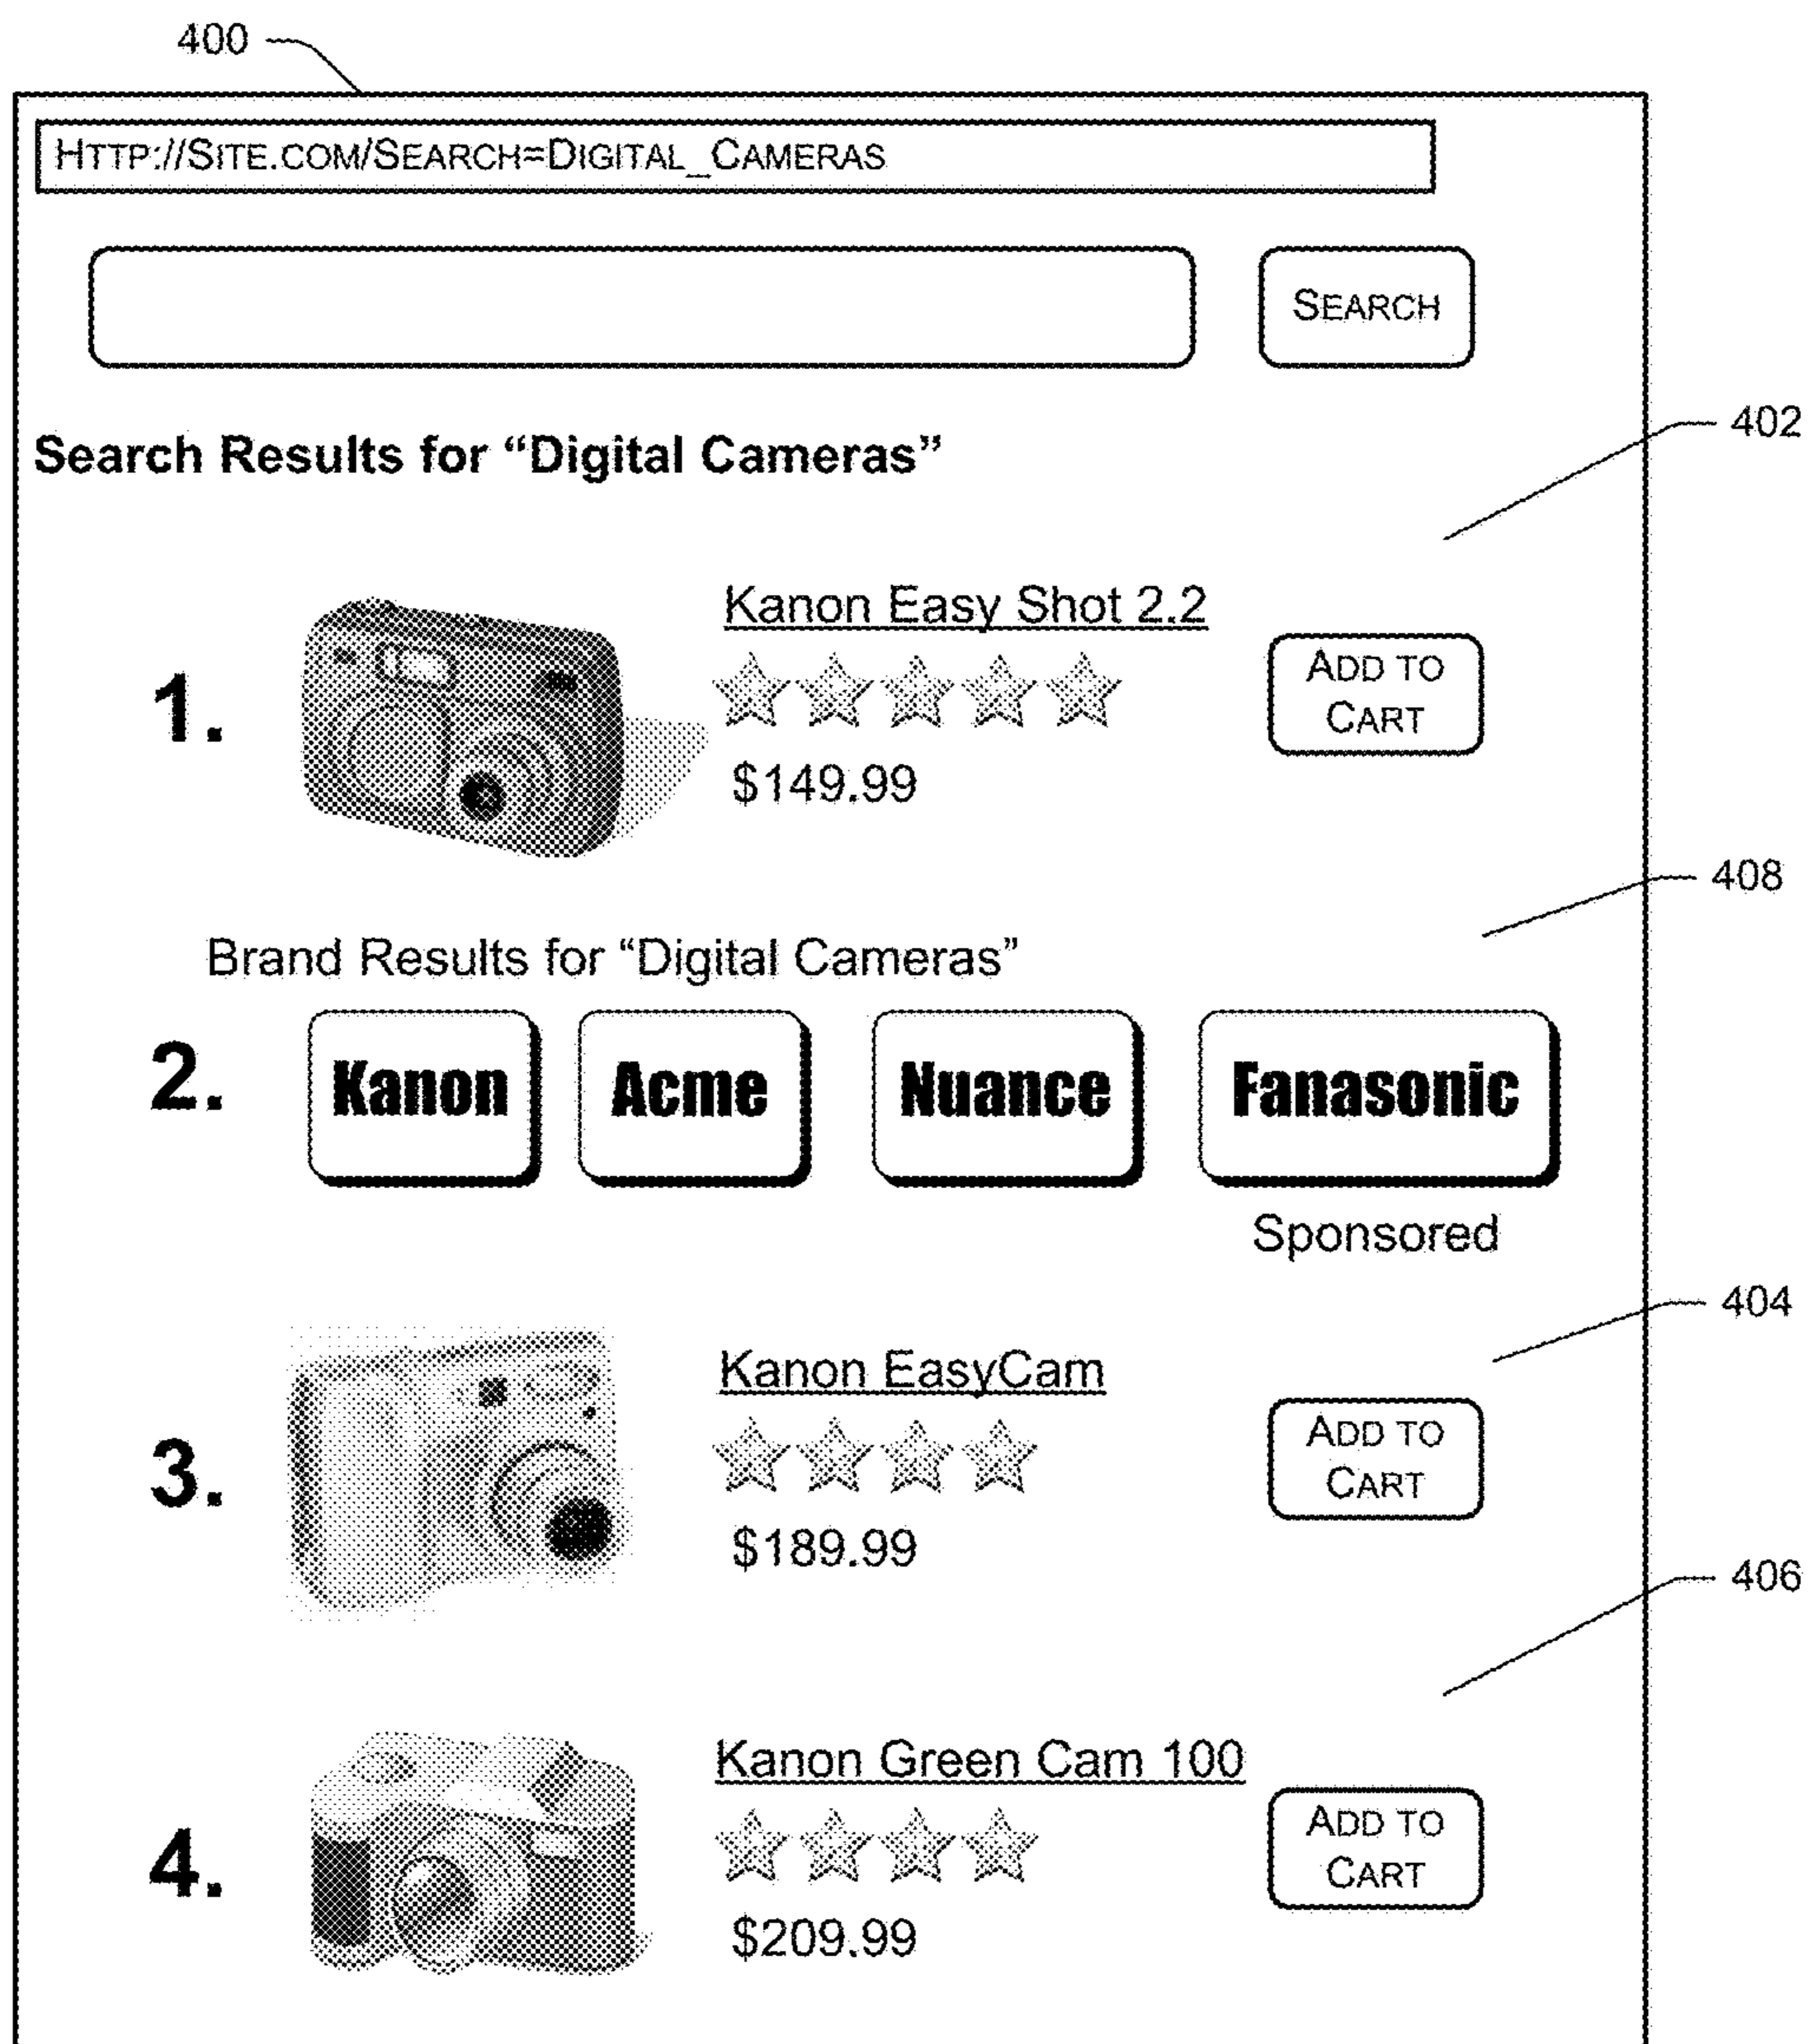 400
HTTP://SITE.COM/SEARCH=DIGITAL_CAMERAS
SEARCH
402
Search Results for “Digital Cameras”
1.
Kanon Easy Shot 2.2
$149.99
ADD TO
CART
408
Brand Results for “Digital Cameras”
2.
Kanon Acme Nuance Fanasonic
Sponsored
404
3.
Kanon EasyCam
$189.99
ADD TO
CART
406
4.
Kanon Green Cam 100
$209.99
ADD TO
CART